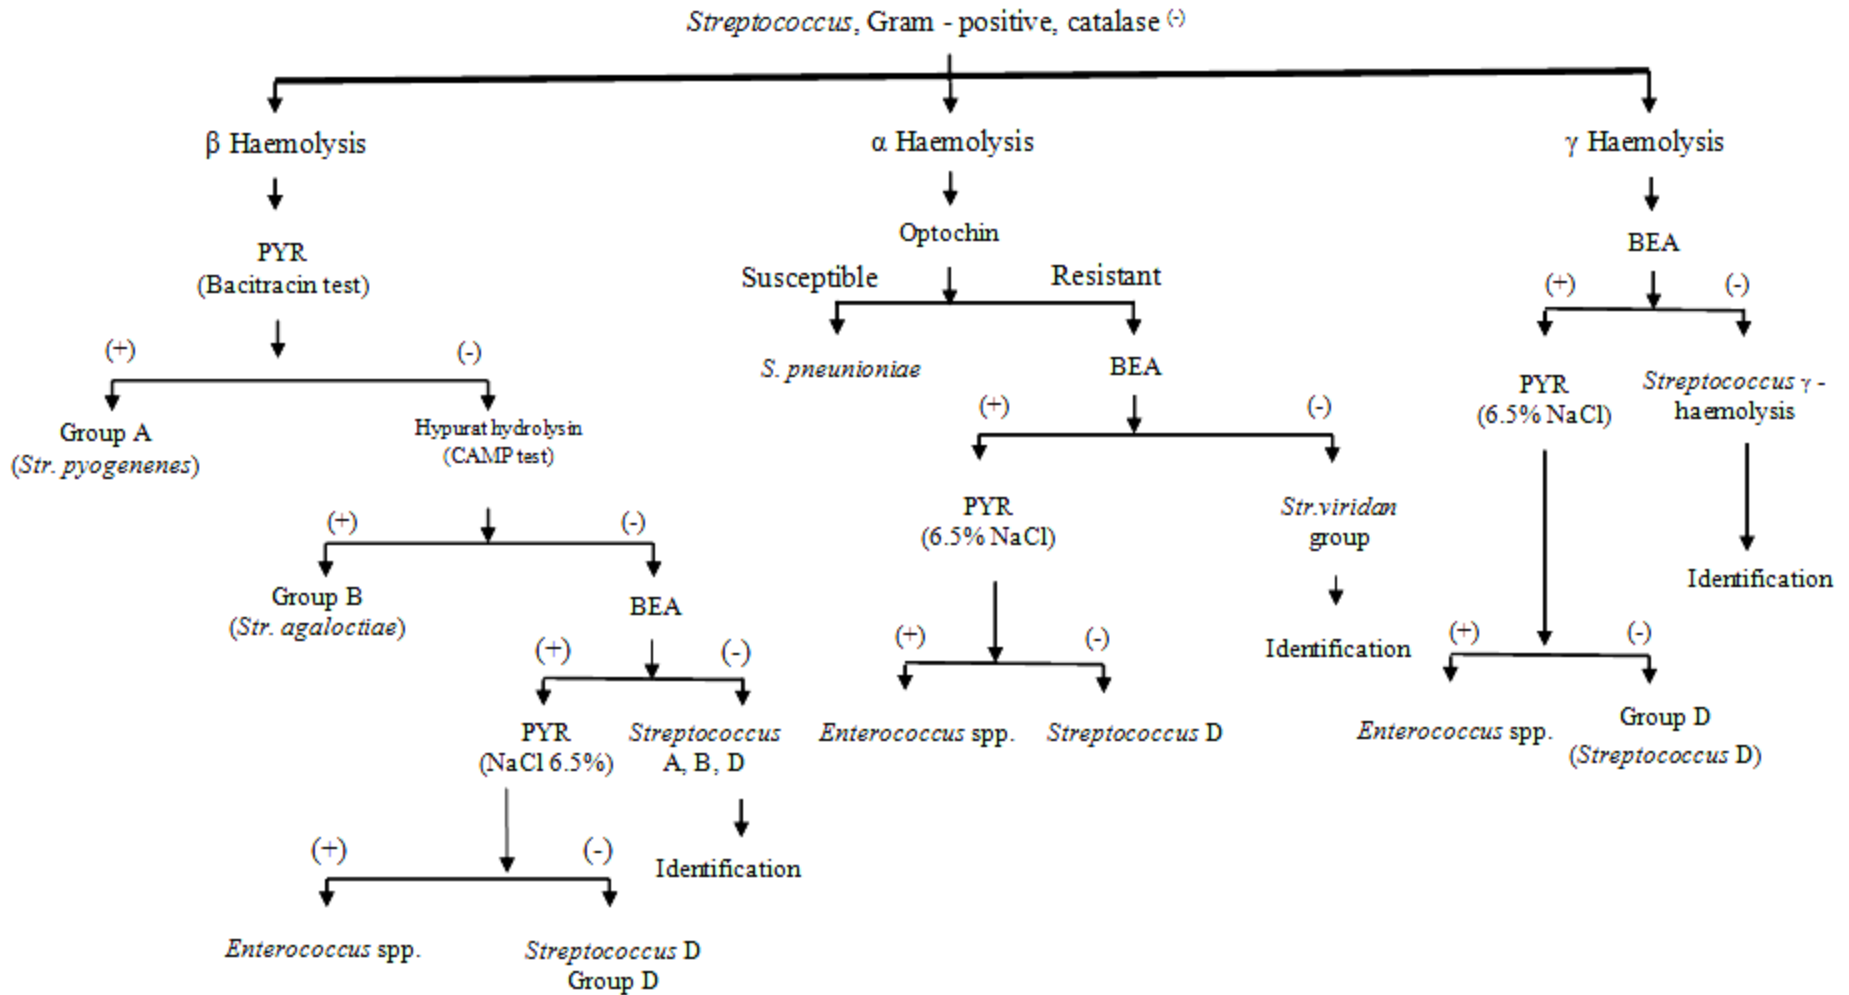 Streptococcus, Gram - positive, catalase (-)
β Haemolysis
α Haemolysis
γ Haemolysis
PYR
(Bacitracin test)
Optochin
BEA
Susceptible
Resistant
(+)
(-)
(+)
(-)
S. pneunioniae
BEA
PYR
(6.5% NaCl)
Streptococcus γ -
haemolysis
Group A
(Str. pyogenenes)
Hypurat hydrolysin
(CAMP test)
(+)
(-)
PYR
(6.5% NaCl)
Str.viridan
group
Identification
(+)
(-)
Group B
(Str. agaloctiae)
BEA
(+)
(-)
Identification
(+)
(-)
(+)
(-)
PYR
(NaCl 6.5%)
Streptococcus
A, B, D
Enterococcus spp.
Streptococcus D
Enterococcus spp.
Group D
(Streptococcus D)
(+)
(-)
Identification
Enterococcus spp.
Streptococcus D
Group D